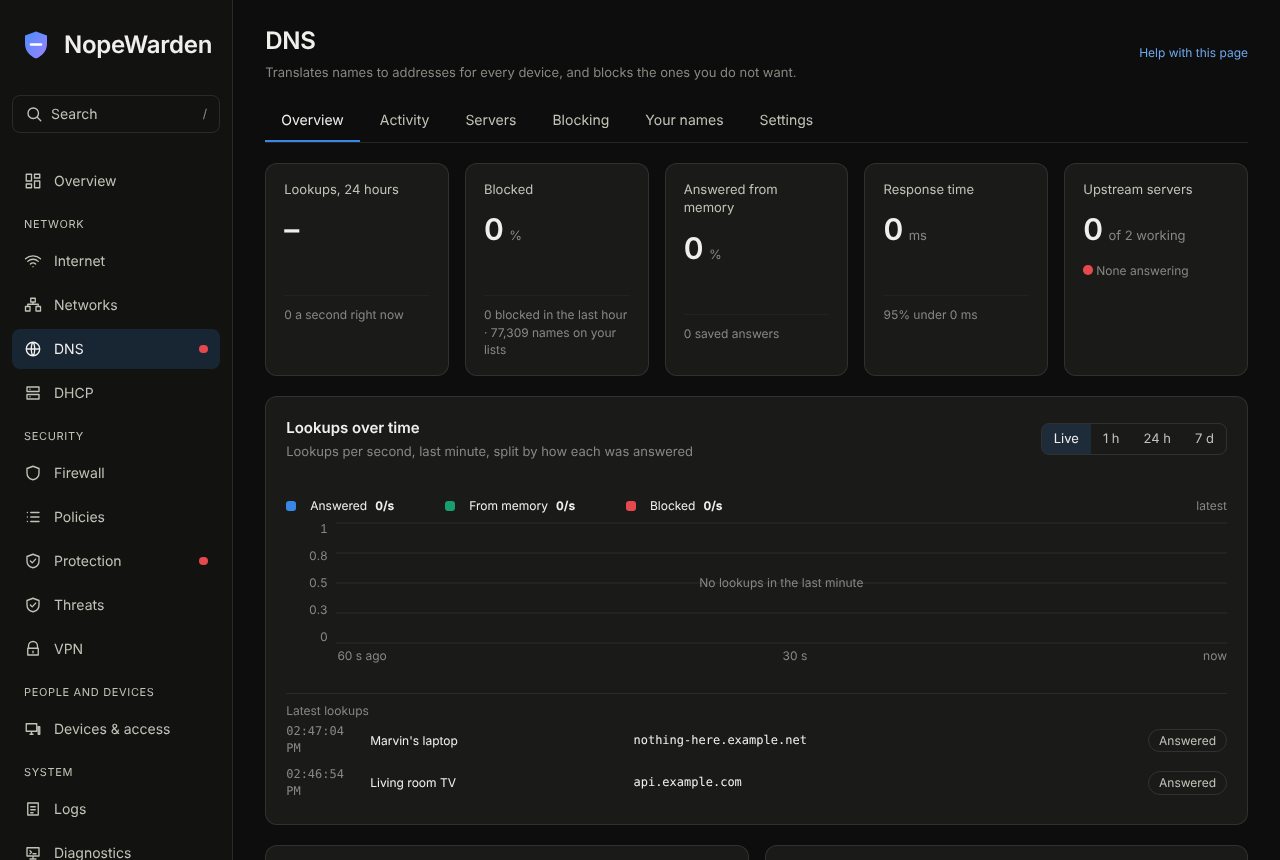 NopeWarden
Search /
Overview
NETWORK
Internet
Networks
DNS
DHCP
SECURITY
Firewall
Policies
Protection
Threats
VPN
PEOPLE AND DEVICES
Devices & access
SYSTEM
Logs
Diagnostics
DNS
Translates names to addresses for every device, and blocks the ones you do not want.
Help with this page
Overview Activity Servers Blocking Your names Settings
Lookups, 24 hours
–
0 a second right now
Blocked
0 %
0 blocked in the last hour
· 77,309 names on your
lists
Answered from
memory
0 %
0 saved answers
Response time
0 ms
95% under 0 ms
Upstream servers
0 of 2 working
None answering
Lookups over time
Lookups per second, last minute, split by how each was answered
Live 1 h 24 h 7 d
Answered 0/s From memory 0/s Blocked 0/s latest
1
0.8
0.5
0.3
0
No lookups in the last minute
60 s ago 30 s now
Latest lookups
02:47:04
PM
Marvin's laptop nothing-here.example.net Answered
02:46:54
PM
Living room TV api.example.com Answered